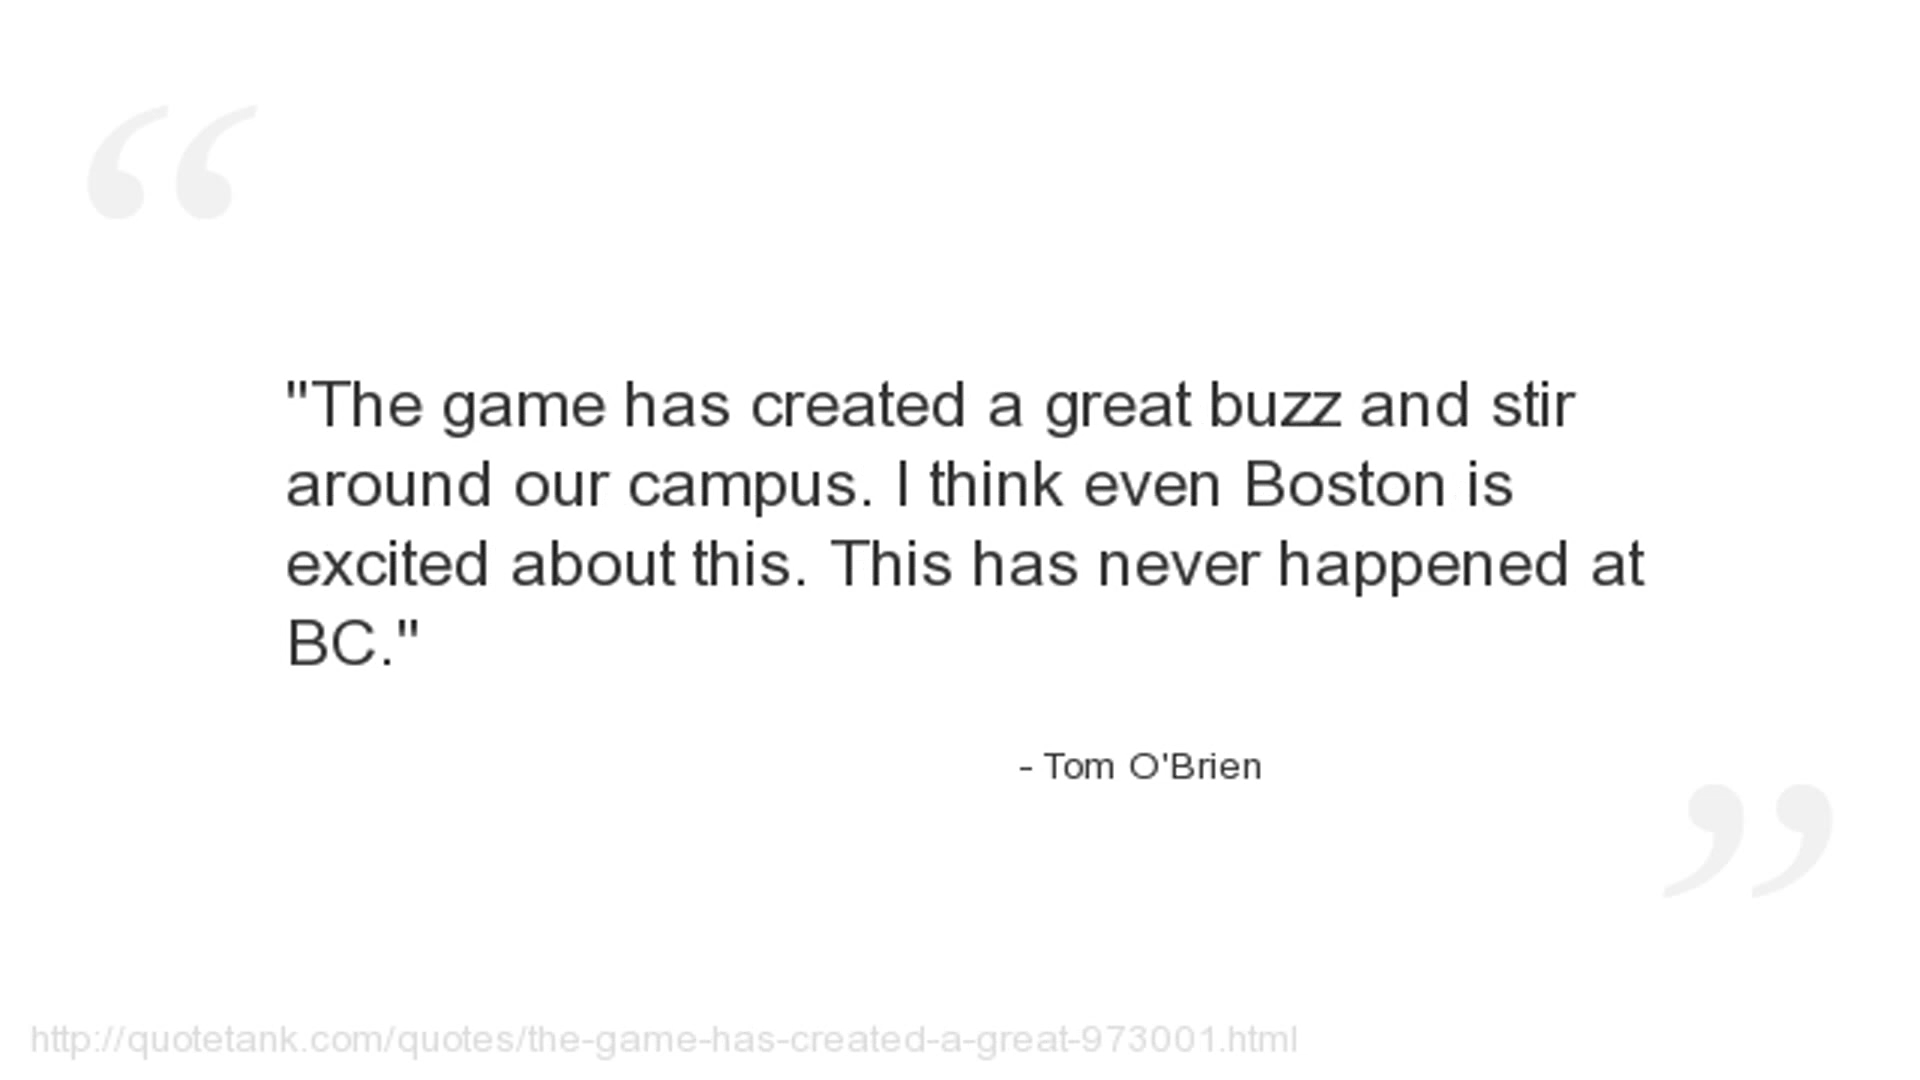 "The game has created a great buzz and stir
around our campus. I think even Boston is
excited about this. This has never happened at
BC."
- Tom O'Brien
http://quotetank.com/quotes/the-game-has-created-a-great-973001.html